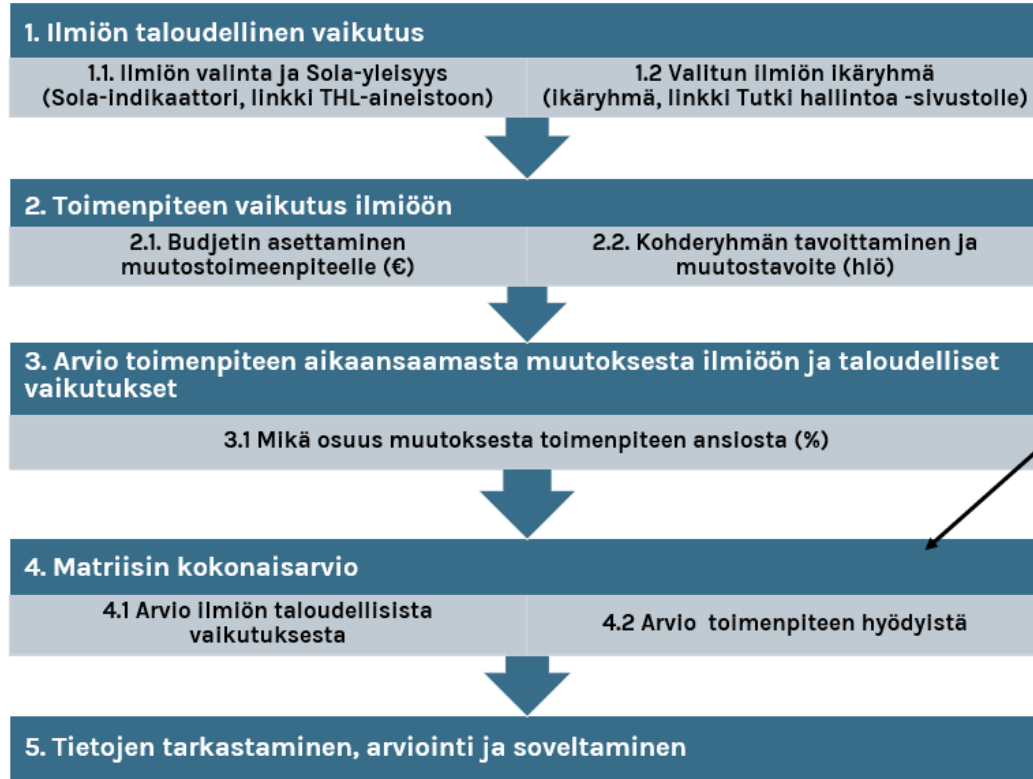 1. Ilmiön taloudellinen vaikutus
1.1. Ilmiön valinta ja Sola-yleisyys
(Sola-indikaattori, linkki THL-aineistoon)
1.2 Valitun ilmiön ikäryhmä
(ikäryhmä, linkki Tutki hallintoa -sivustolle)
2. Toimenpiteen vaikutus ilmiöön
2.1. Budjetin asettaminen
muutostoimeenpiteelle (€)
2.2. Kohderyhmän tavoittaminen ja
muutostavoite (hlö)
3. Arvio toimenpiteen aikaansaamasta muutoksesta ilmiöön ja taloudelliset
vaikutukset
3.1 Mikä osuus muutoksesta toimenpiteen ansiosta (%)
4. Matriisin kokonaisarvio
4.1 Arvio ilmiön taloudellisista
vaikutuksesta
4.2 Arvio toimenpiteen hyödyistä
5. Tietojen tarkastaminen, arviointi ja soveltaminen